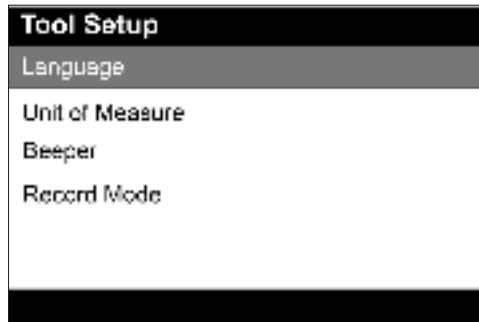 Tool Setup
Language
Unit of Measure
Beeper
Record Mode